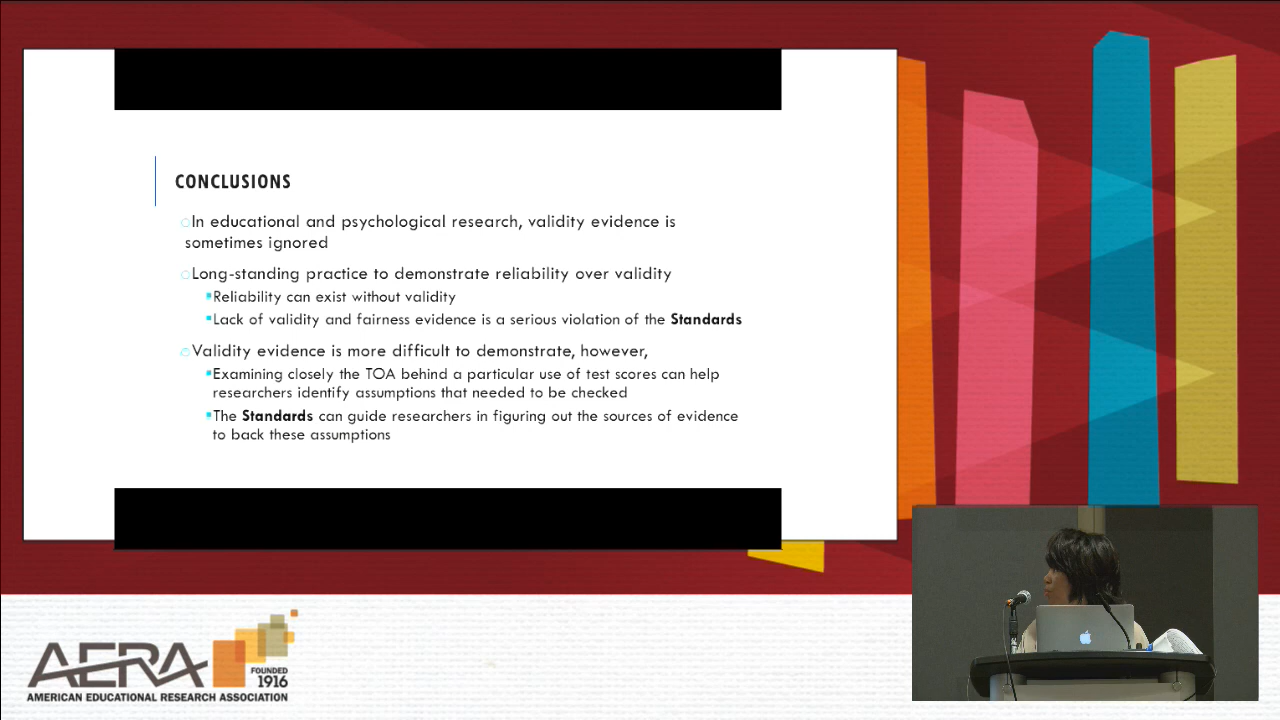 CONCLUSIONS
In educational and psychological research, validity evidence is
sometimes ignored
Long-standing practice to demonstrate reliability over validity
Reliability can exist without validity
Lack of validity and fairness evidence is a serious violation of the Standards
Validity evidence is more difficult to demonstrate, however,
Examining closely the TOA behind a particular use of test scores can help
researchers identify assumptions that needed to be checked
The Standards can guide researchers in figuring out the sources of evidence
to back these assumptions
AERA
FOUNDED
1916
AMERICAN EDUCATIONAL RESEARCH ASSOCIATION